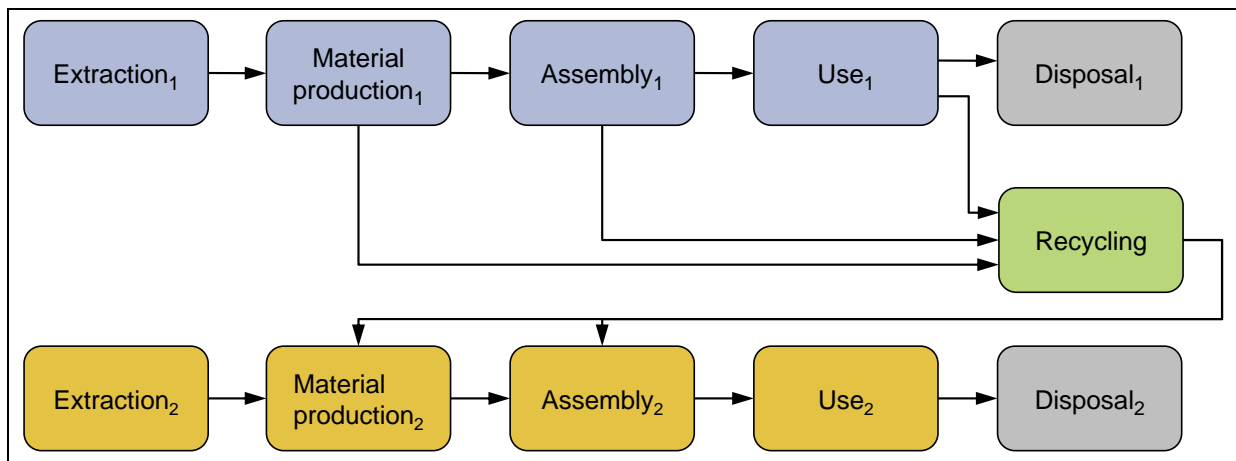 Extraction₁
Material
production₁
Assembly₁
Use₁
Disposal₁
Recycling
Extraction₂
Material
production₂
Assembly₂
Use₂
Disposal₂